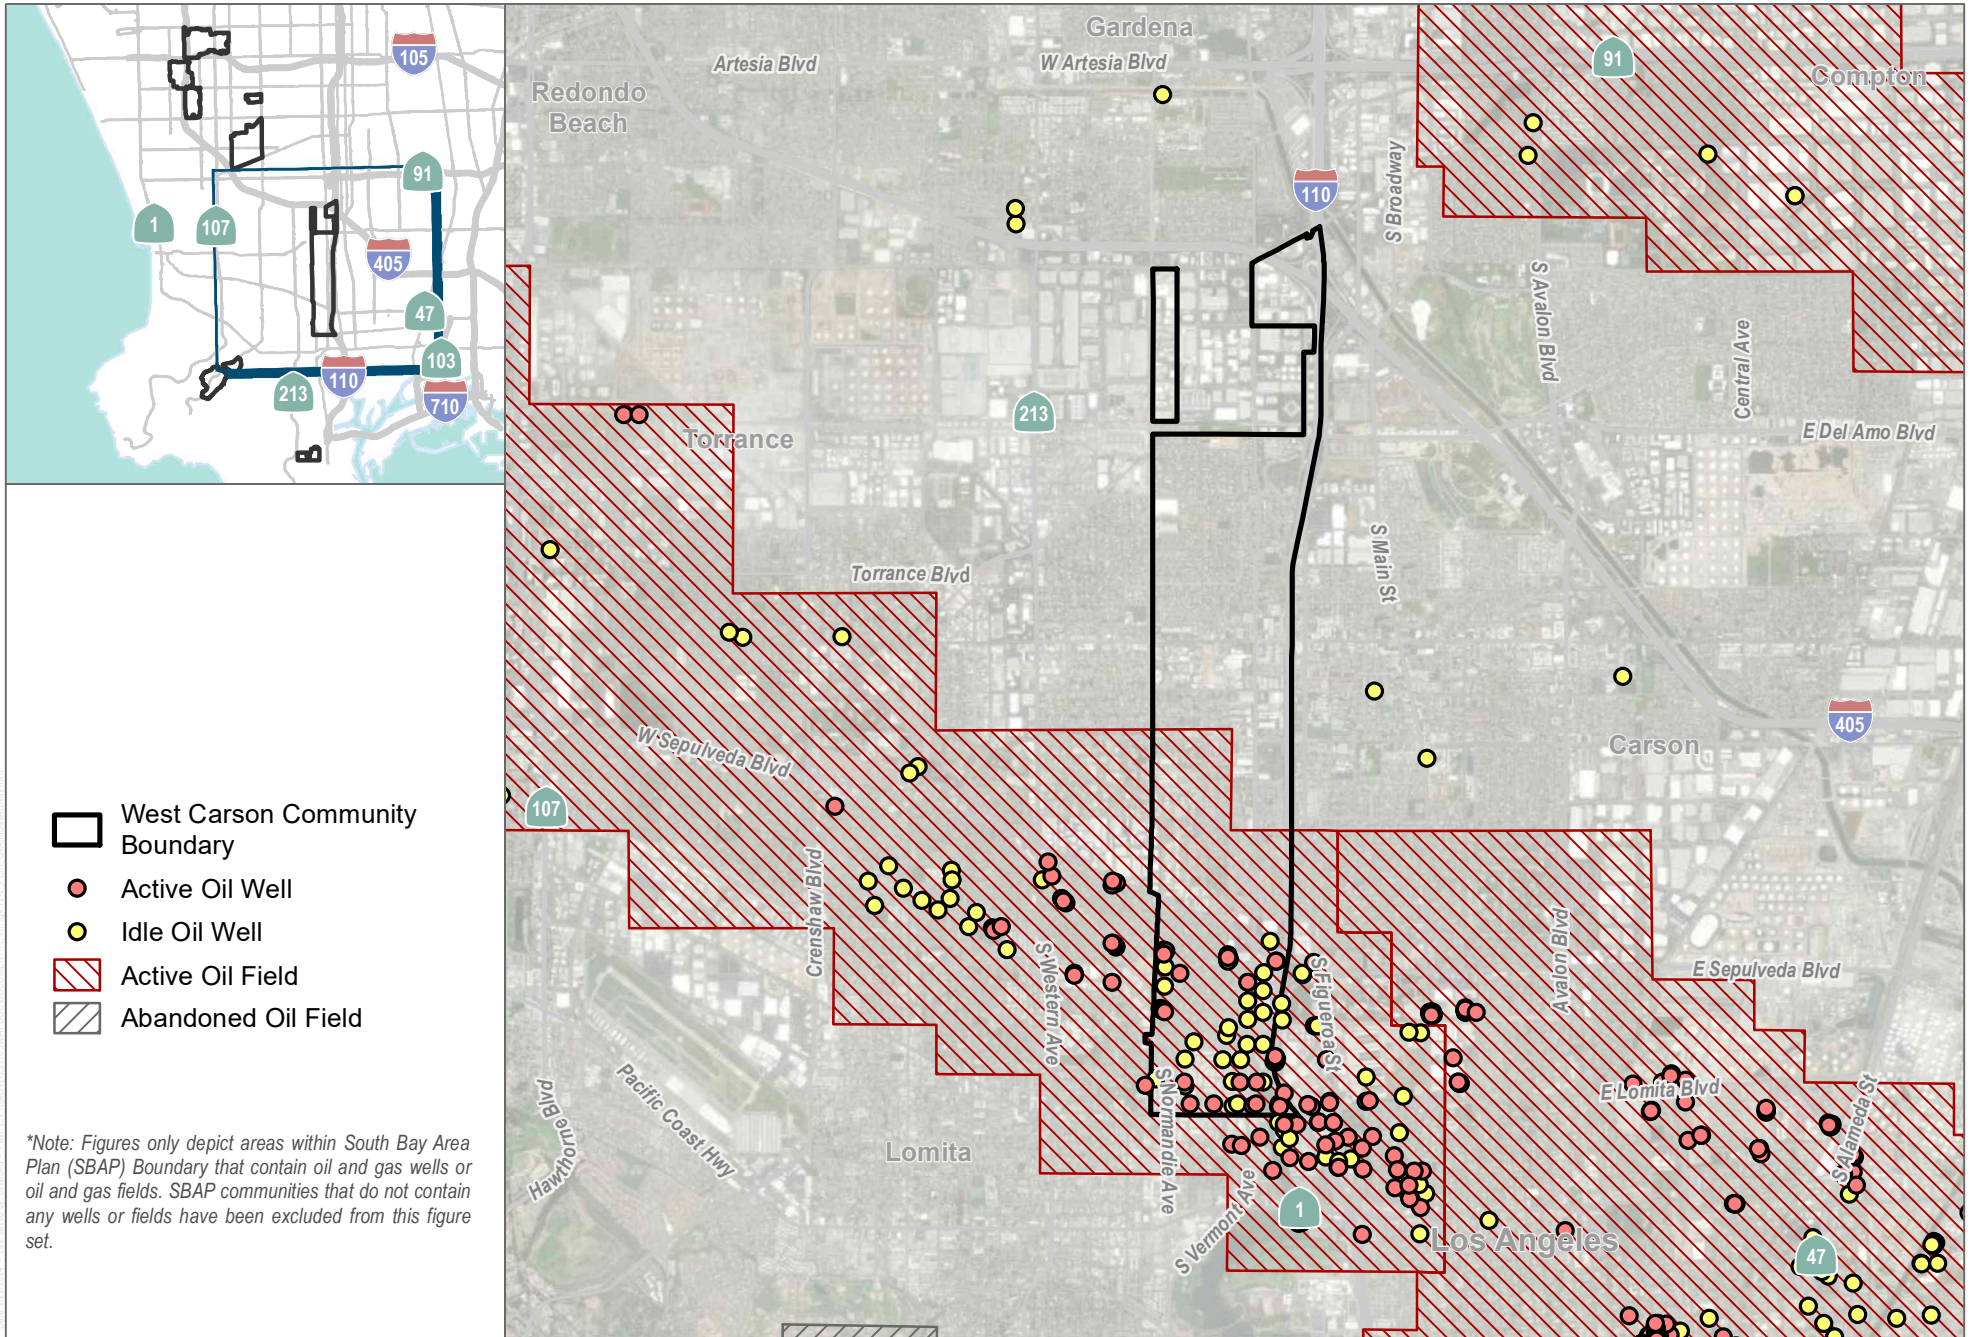 105
91
1
107
405
47
103
110
213
710
West Carson Community
Boundary
Active Oil Well
Idle Oil Well
Active Oil Field
Abandoned Oil Field
*Note: Figures only depict areas within South Bay Area
Plan (SBAP) Boundary that contain oil and gas wells or
oil and gas fields. SBAP communities that do not contain
any wells or fields have been excluded from this figure
set.
Gardena
Artesia Blvd
W Artesia Blvd
91
Compton
Redondo
Beach
110
S Broadway
S Avalon Blvd
Central Ave
213
Torrance
E Del Amo Blvd
Torrance Blvd
S Main St
W Sepulveda Blvd
405
Carson
107
Crenshaw Blvd
S Western Ave
S Figueroa St
Avalon Blvd
E Sepulveda Blvd
Hawthorne Blvd
Pacific Coast Hwy
Lomita
S Normandie Ave
S Vermont Ave
1
E Lomita Blvd
S Alameda St
Los Angeles
47